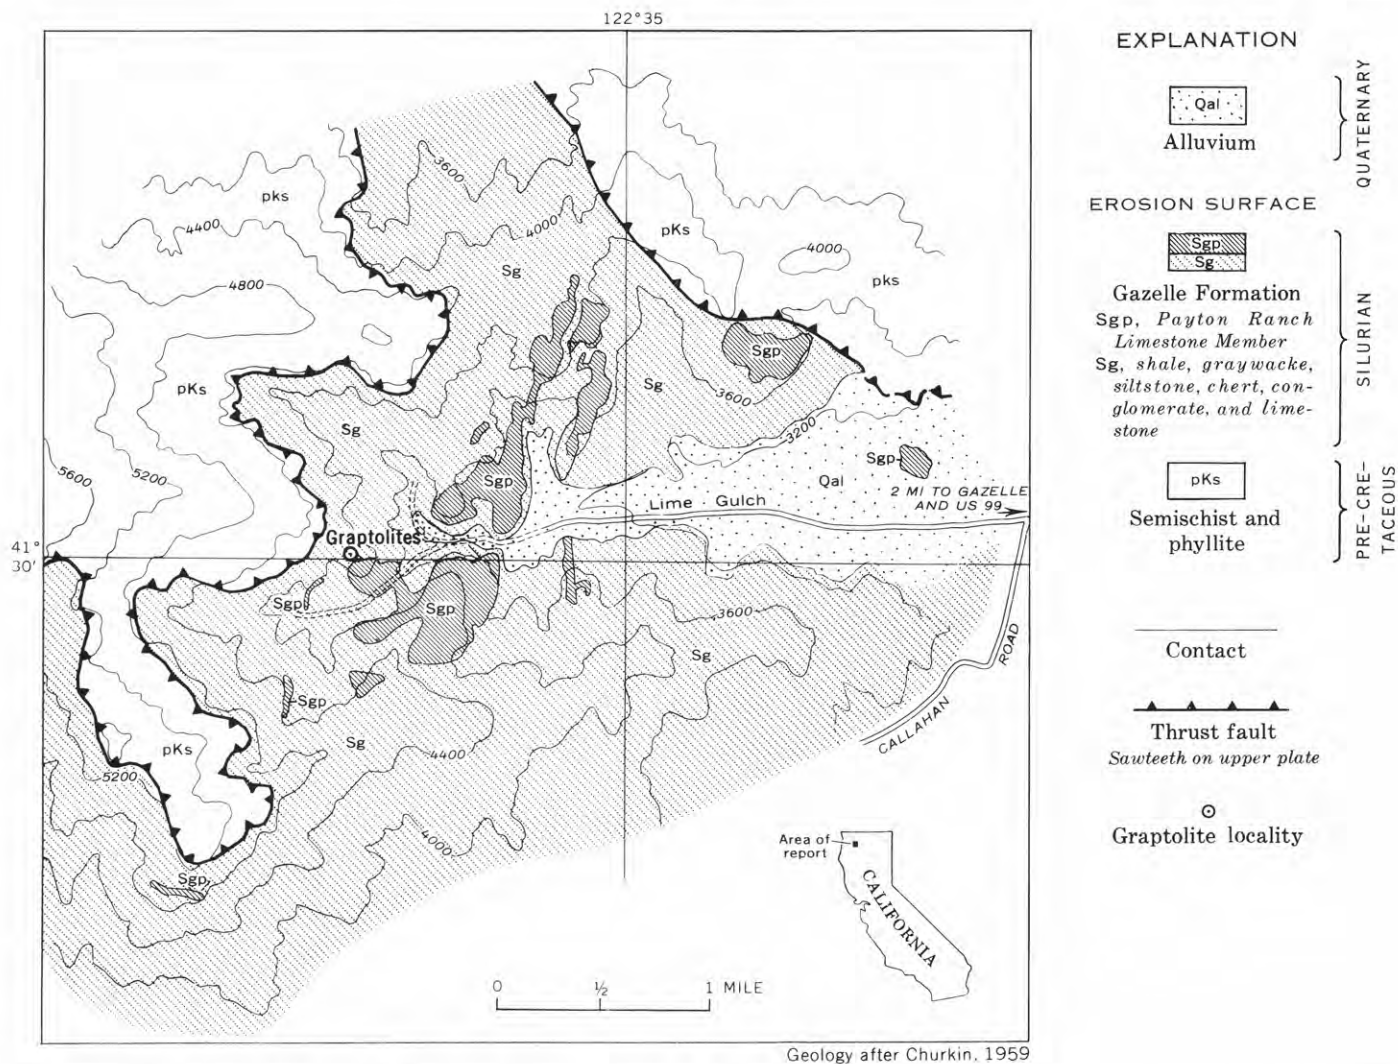 122°35
EXPLANATION
Qal
Alluvium
QUATERNARY
EROSION SURFACE
Sgp
Sg
Gazelle Formation
Sgp, Payton Ranch
Limestone Member
Sg, shale, graywacke,
siltstone, chert, con-
glomerate, and lime-
stone
SILURIAN
pKs
Semischist and
phyllite
PRE-CRE-
TACEOUS
Contact
Thrust fault
Sawteeth on upper plate
Graptolite locality
3600
pks
4400
4000
pKs
4000
Sg
pks
4800
Sgp
pKs
Sg
3600
Sg
3200
5600
5200
Sgp
Sgp
Qal
Lime Gulch
2 MI TO GAZELLE
AND US 99
Graptolites
41°
30'
Sgp
Sgp
3600
Sg
ROAD
CALLAHAN
Sgp
Sg
4400
pKs
5200
4000
Sgp
Area of
report
CALIFORNIA
0 ½ 1 MILE
Geology after Churkin, 1959